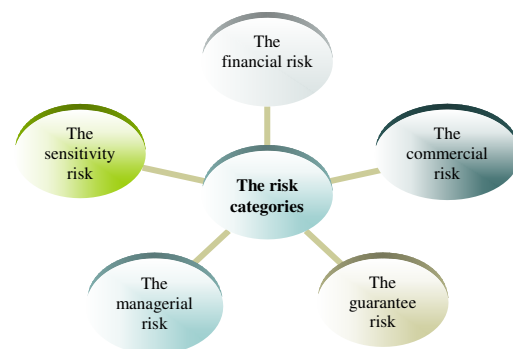 The
financial risk
The
sensitivity
risk
The
commercial
risk
The risk
categories
The
managerial
risk
The
guarantee
risk